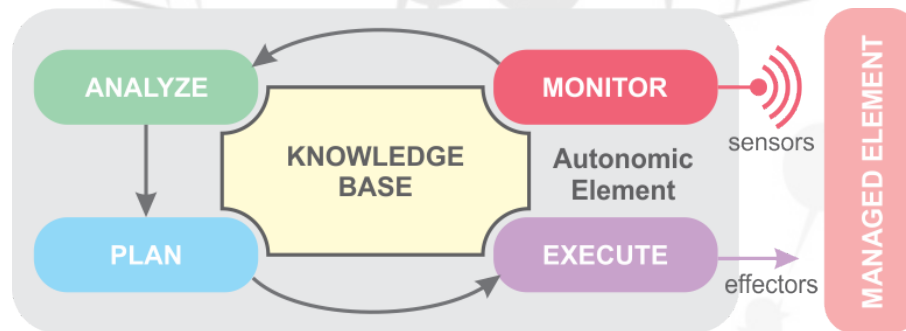 ANALYZE
MONITOR
sensors
KNOWLEDGE
BASE
Autonomic
Element
PLAN
EXECUTE
effectors
MANAGED ELEMENT